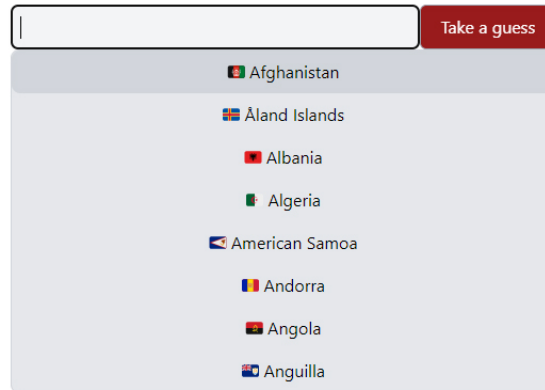 Take a guess
Afghanistan
Åland Islands
Albania
Algeria
American Samoa
Andorra
Angola
Anguilla